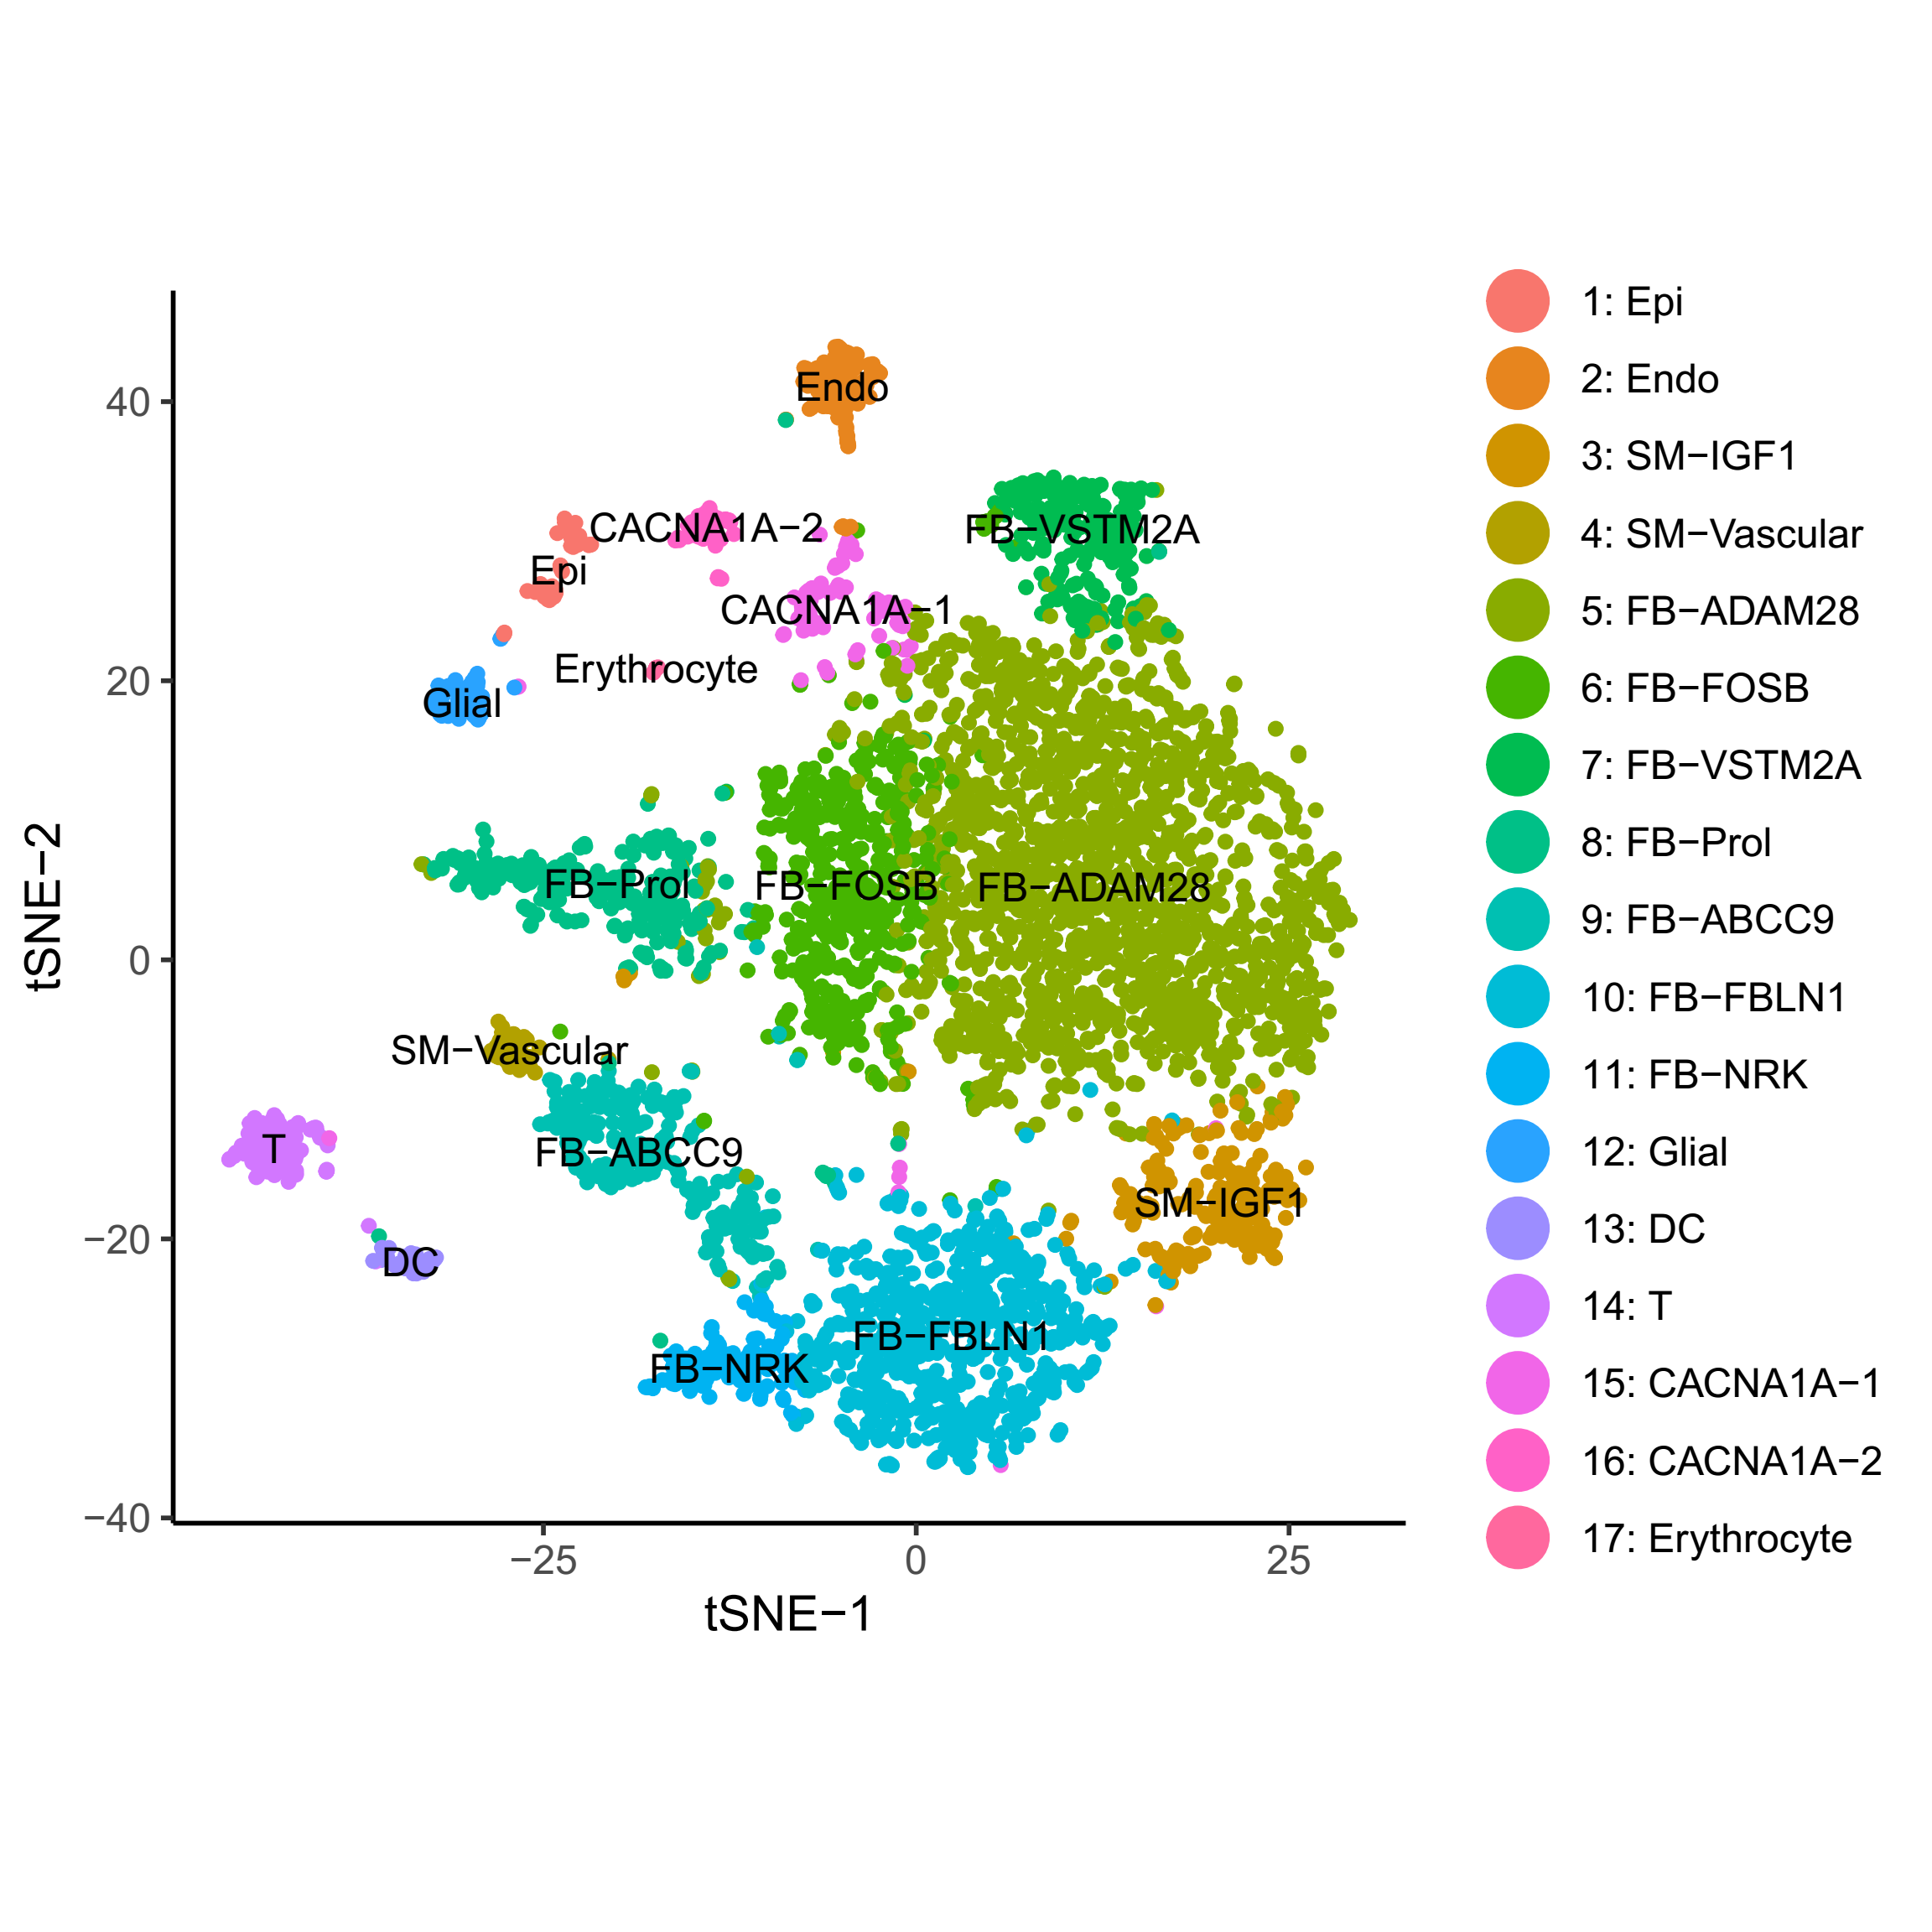 Endo
CACNA1A−2
FB−VSTM2A
Epi
CACNA1A−1
Erythrocyte
Glial
FB−Prol
FB−FOSB
FB−ADAM28
SM−Vascular
T
FB−ABCC9
SM−IGF1
DC
FB−FBLN1
FB−NRK
40
20
0
−20
−40
tSNE−2
−25
0
25
tSNE−1
1: Epi
2: Endo
3: SM−IGF1
4: SM−Vascular
5: FB−ADAM28
6: FB−FOSB
7: FB−VSTM2A
8: FB−Prol
9: FB−ABCC9
10: FB−FBLN1
11: FB−NRK
12: Glial
13: DC
14: T
15: CACNA1A−1
16: CACNA1A−2
17: Erythrocyte